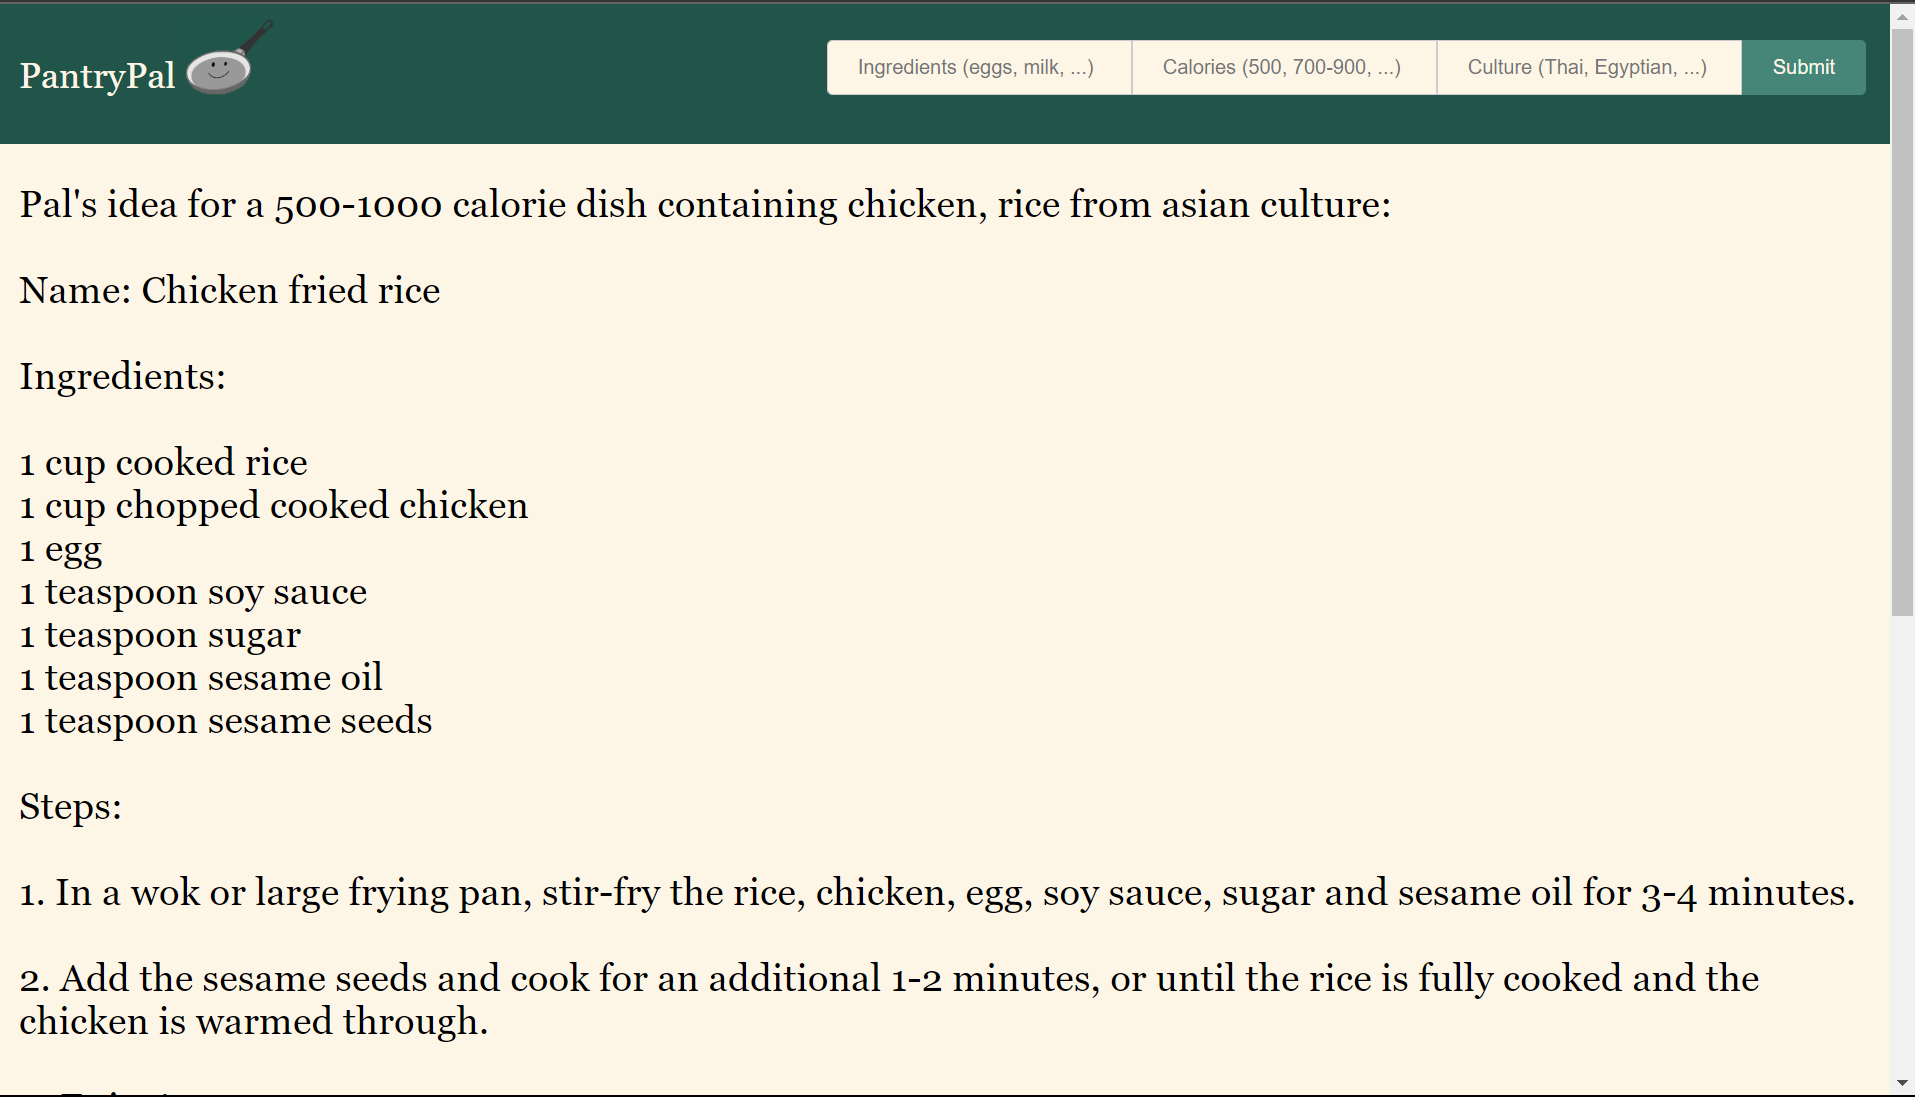 PantryPal
Ingredients (eggs, milk, ...)
Calories (500, 700-900, ...)
Culture (Thai, Egyptian, ...)
Submit
Pal's idea for a 500-1000 calorie dish containing chicken, rice from asian culture:
Name: Chicken fried rice
Ingredients:
1 cup cooked rice
1 cup chopped cooked chicken
1 egg
1 teaspoon soy sauce
1 teaspoon sugar
1 teaspoon sesame oil
1 teaspoon sesame seeds
Steps:
1. In a wok or large frying pan, stir-fry the rice, chicken, egg, soy sauce, sugar and sesame oil for 3-4 minutes.
2. Add the sesame seeds and cook for an additional 1-2 minutes, or until the rice is fully cooked and the
chicken is warmed through.